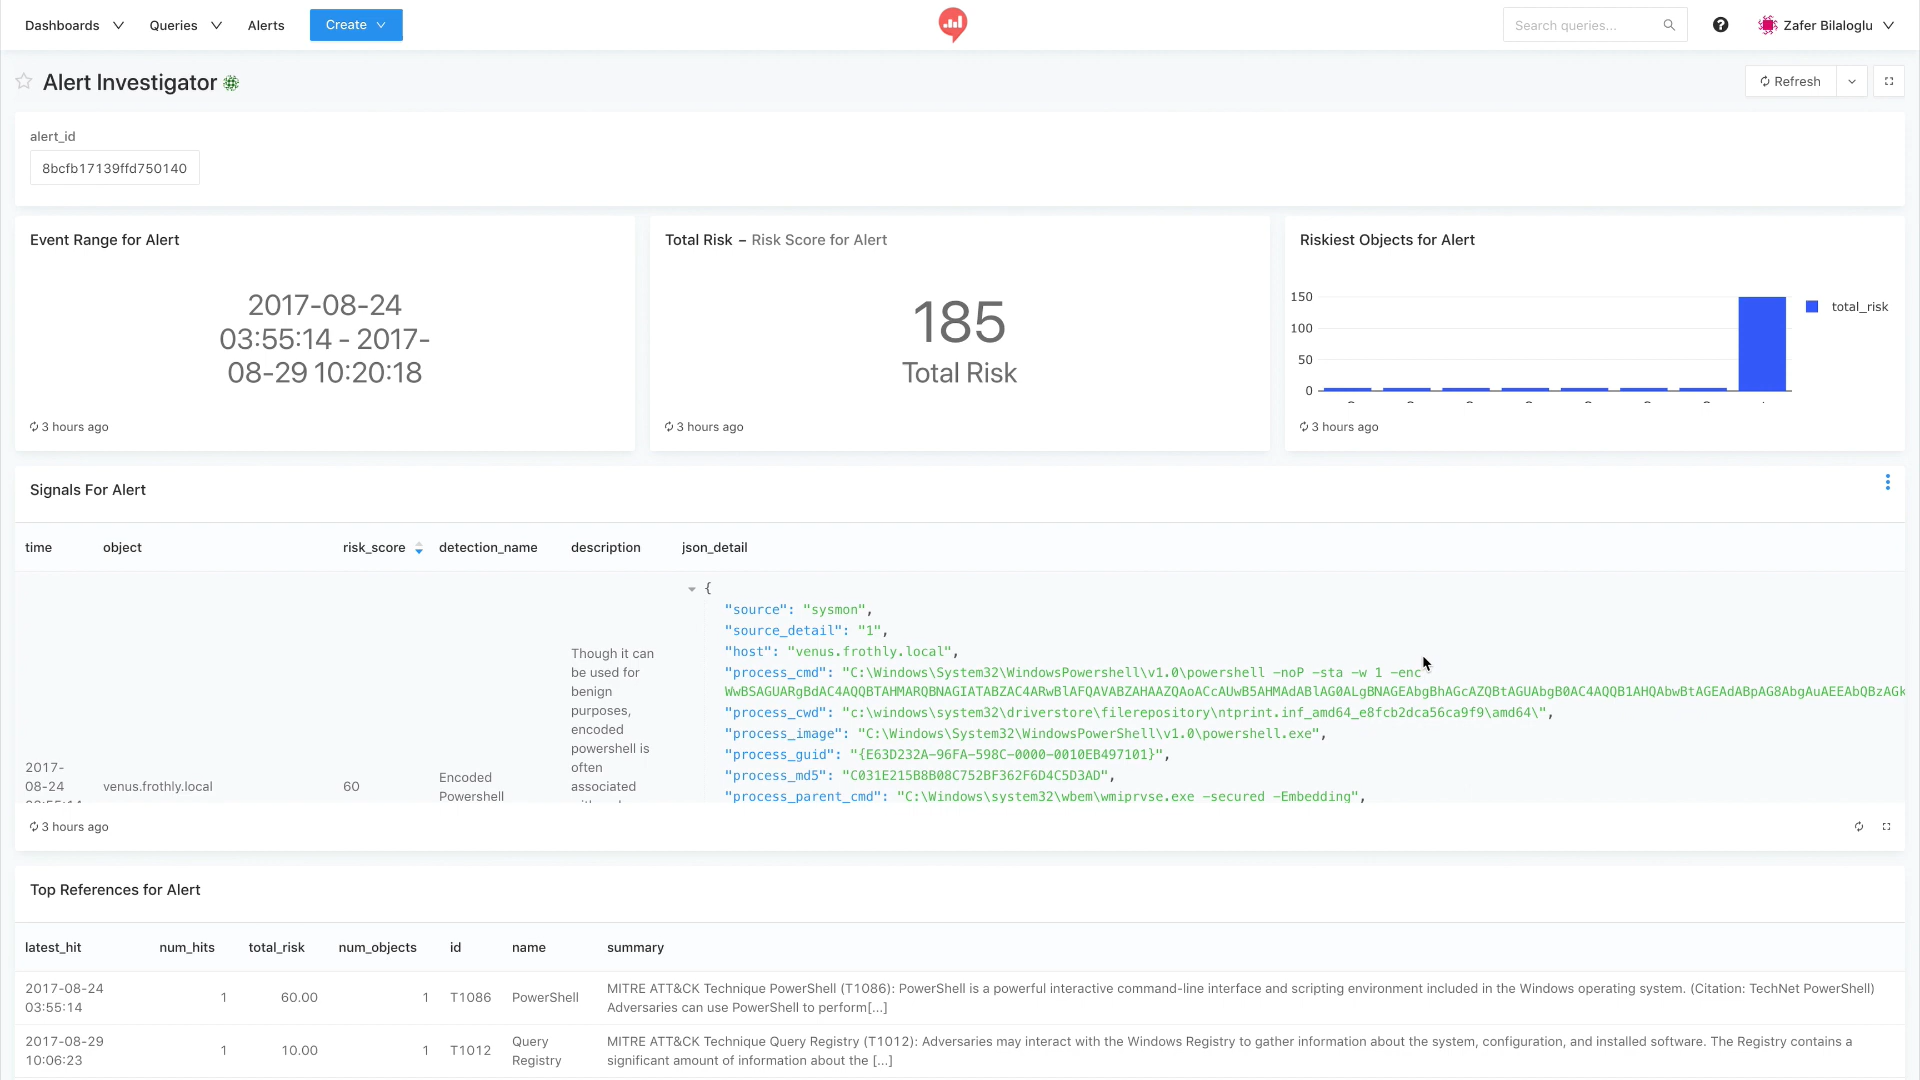 Dashboards
Queries
Alerts
Create
Search queries...
Zafer Bilaloglu
Alert Investigator
Refresh
alert_id
8bcfb17139ffd750140
Event Range for Alert
2017-08-24
03:55:14 - 2017-
08-29 10:20:18
3 hours ago
Total Risk – Risk Score for Alert
185
Total Risk
3 hours ago
Riskiest Objects for Alert
150
100
50
0
total_risk
3 hours ago
Signals For Alert
time object risk_score detection_name description json_detail
2017-
08-24
venus.frothly.local
60
Encoded
Powershell
Though it can
be used for
benign
purposes,
encoded
powershell is
often
associated
{
"source": "sysmon",
"source_detail": "1",
"host": "venus.frothly.local",
"process_cmd": "C:\Windows\System32\WindowsPowershell\v1.0\powershell -noP -sta -w 1 -enc
WwBSAGUARgBdAC4AQQBTAHMARQBNAGIATABZAC4ARwBlAFQAVABZAHAAZQAoACcAUwB5AHMAdABlAG0ALgBNAGEAbgBhAGcAZQBtAGUAbgB0AC4AQQB1AHQAbwBtAGEAdABpAG8AbgAuAEEAbQBzAGk
"process_cwd": "c:\windows\system32\driverstore\filerepository\ntprint.inf_amd64_e8fcb2dca56ca9f9\amd64\",
"process_image": "C:\Windows\System32\WindowsPowerShell\v1.0\powershell.exe",
"process_guid": "{E63D232A-96FA-598C-0000-0010EB497101}",
"process_md5": "C031E215B8B08C752BF362F6D4C5D3AD",
"process_parent_cmd": "C:\Windows\system32\wbem\wmiprvse.exe -secured -Embedding",
3 hours ago
Top References for Alert
latest_hit num_hits total_risk num_objects id name summary
2017-08-24
03:55:14
1 60.00 1 T1086 PowerShell
MITRE ATT&CK Technique PowerShell (T1086): PowerShell is a powerful interactive command-line interface and scripting environment included in the Windows operating system. (Citation: TechNet PowerShell)
Adversaries can use PowerShell to perform[...]
2017-08-29
10:06:23
1 10.00 1 T1012
Query
Registry
MITRE ATT&CK Technique Query Registry (T1012): Adversaries may interact with the Windows Registry to gather information about the system, configuration, and installed software. The Registry contains a
significant amount of information about the [...]